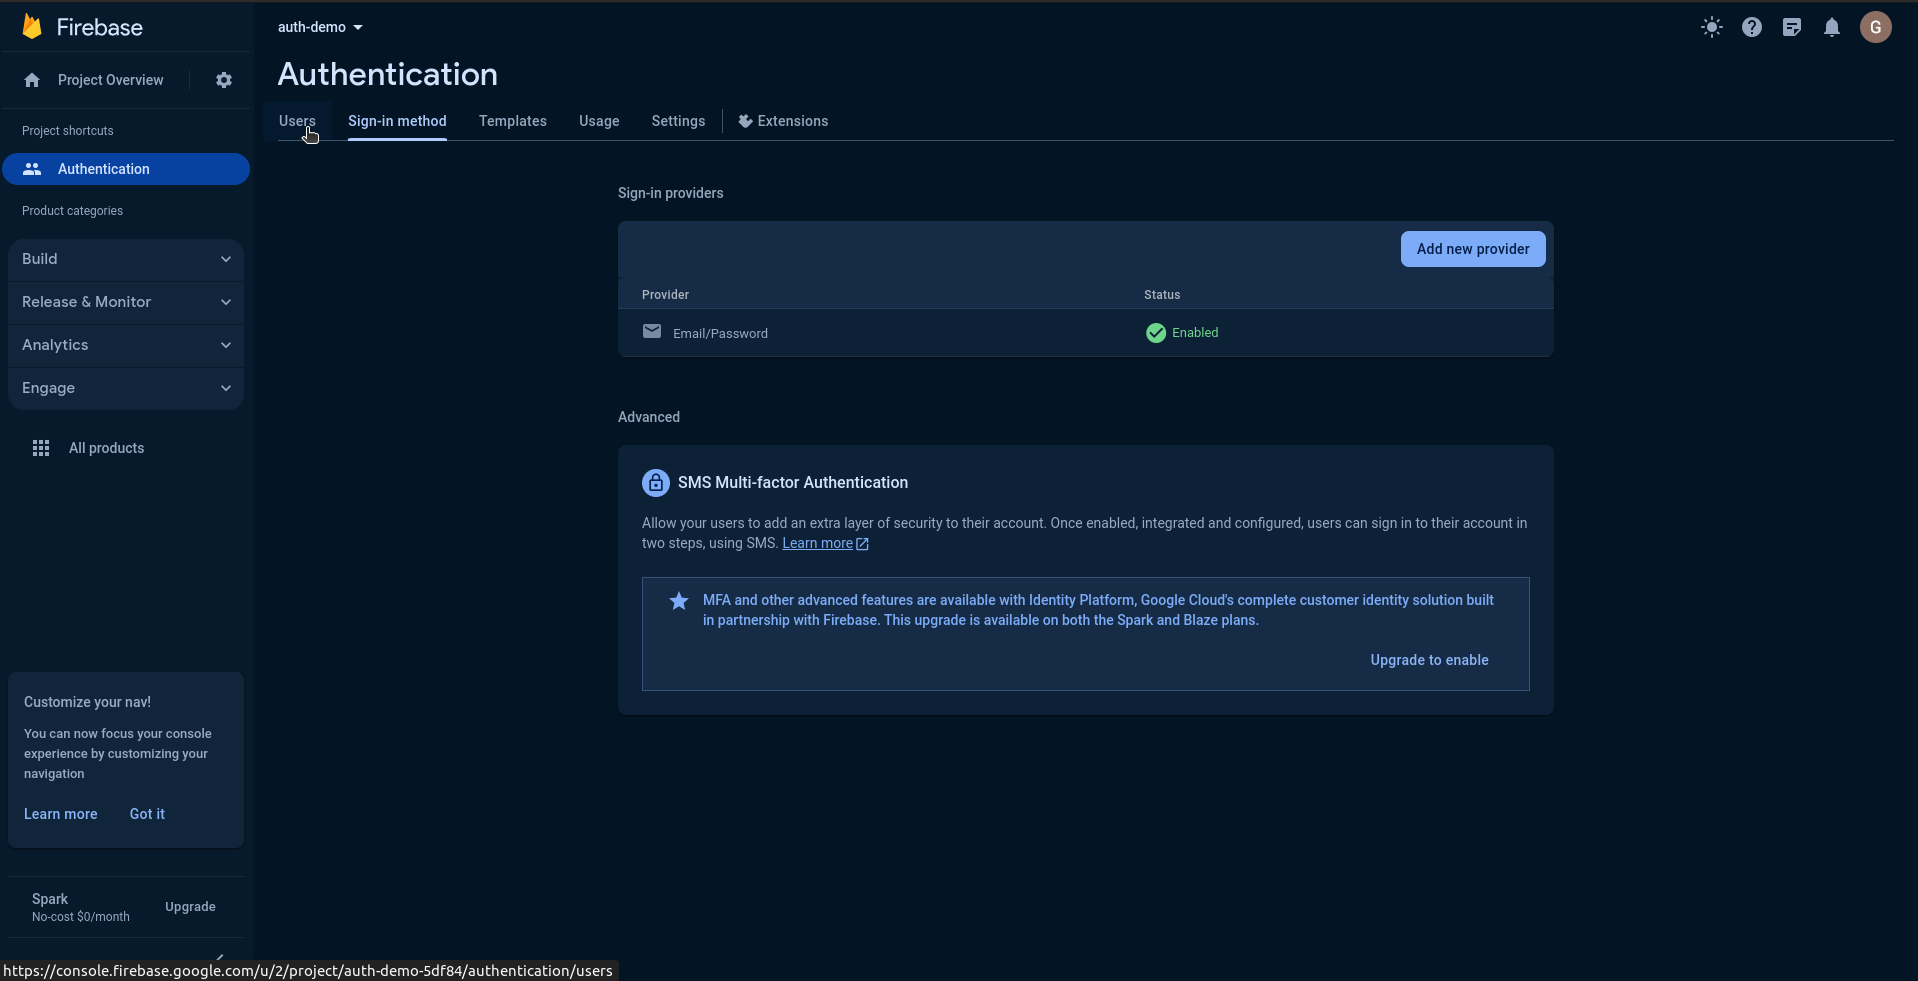 Firebase
auth-demo
G
Project Overview
Authentication
Users
Sign-in method
Templates
Usage
Settings
Extensions
Project shortcuts
Authentication
Product categories
Build
Release & Monitor
Analytics
Engage
All products
Sign-in providers
Add new provider
Provider
Status
Email/Password
Enabled
Advanced
SMS Multi-factor Authentication
Allow your users to add an extra layer of security to their account. Once enabled, integrated and configured, users can sign in to their account in
two steps, using SMS. Learn more
MFA and other advanced features are available with Identity Platform, Google Cloud's complete customer identity solution built
in partnership with Firebase. This upgrade is available on both the Spark and Blaze plans.
Upgrade to enable
Customize your nav!
You can now focus your console
experience by customizing your
navigation
Learn more
Got it
Spark
No-cost $0/month
Upgrade
https://console.firebase.google.com/u/2/project/auth-demo-5df84/authentication/users